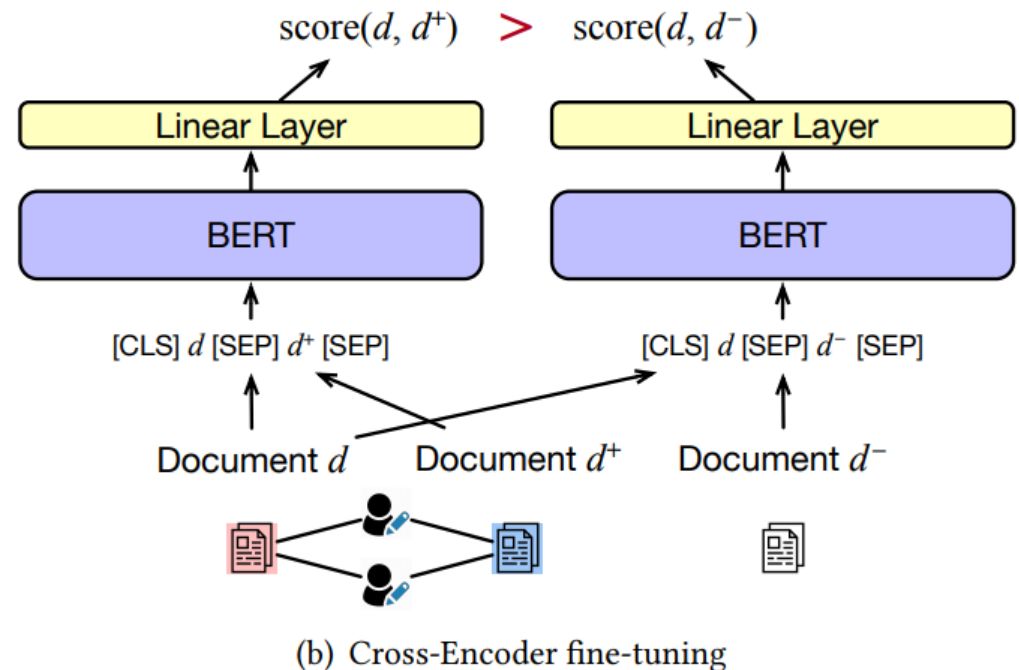 score(d, d⁺) > score(d, d⁻)
Linear Layer Linear Layer
BERT BERT
[CLS] d [SEP] d⁺ [SEP] [CLS] d [SEP] d⁻ [SEP]
Document d Document d⁺ Document d⁻
(b) Cross-Encoder fine-tuning